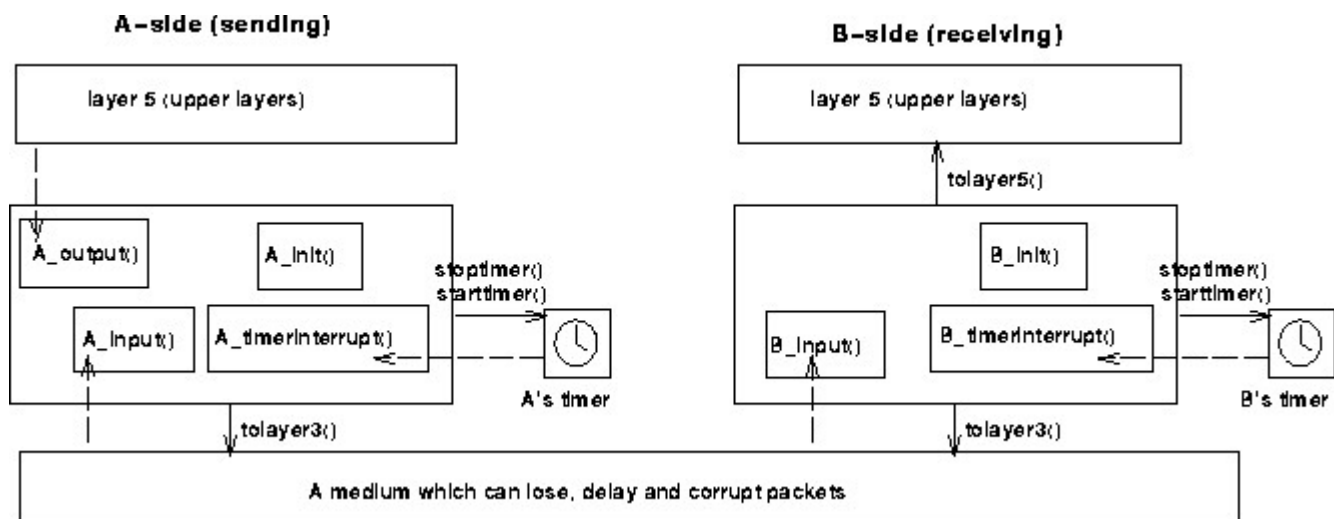 A-side (sending)
B-side (receiving)
layer 5 (upper layers)
layer 5 (upper layers)
tolayer5()
A_output()
A_init()
B_init()
stoptimer()
starttimer()
stoptimer()
starttimer()
A_input()
A_timerinterrupt()
B_input()
B_timerinterrupt()
A's timer
B's timer
tolayer3()
tolayer3()
A medium which can lose, delay and corrupt packets